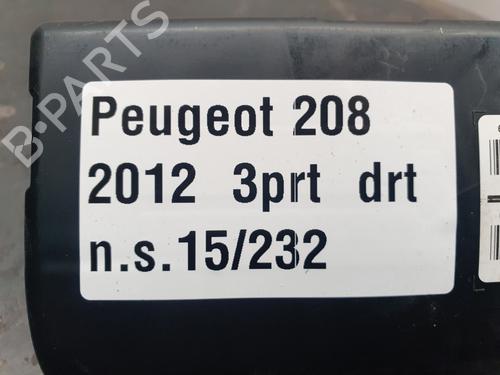 B-PARTS
Peugeot 208
2012 3prt drt
n.s.15/232